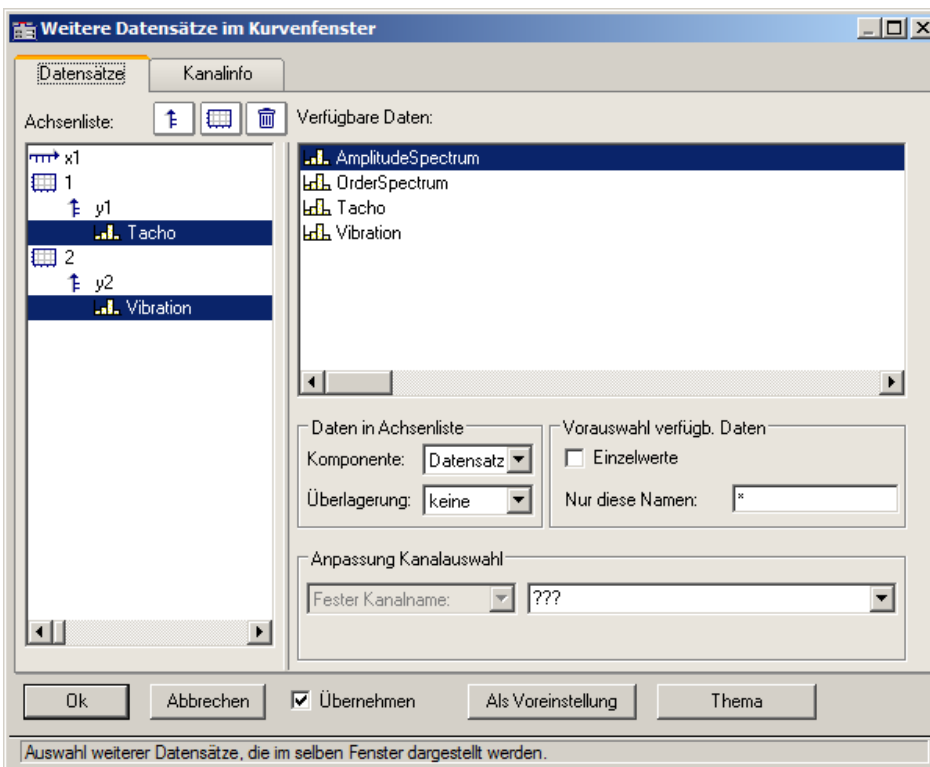 Weitere Datensätze im Kurvenfenster
Datensätze Kanalinfo
Achsenliste: Verfügbare Daten:
x1
1
y1
Tacho
2
y2
Vibration
AmplitudeSpectrum
OrderSpectrum
Tacho
Vibration
Daten in Achsenliste
Komponente: Datensatz
Überlagerung: keine
Vorauswahl verfügb. Daten
Einzelwerte
Nur diese Namen: *
Anpassung Kanalauswahl
Fester Kanalname: ???
Ok Abbrechen Übernehmen Als Voreinstellung Thema
Auswahl weiterer Datensätze, die im selben Fenster dargestellt werden.